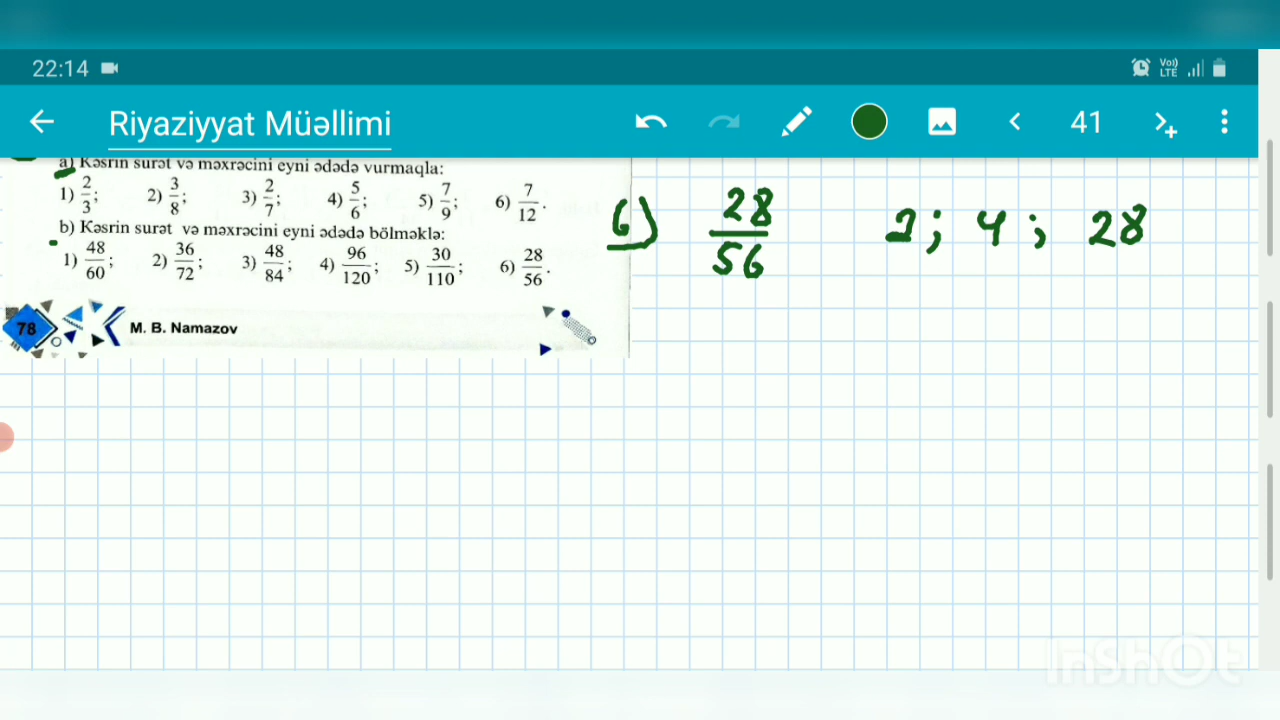 22:14
Vo)) LTE
Riyaziyyat Müəllimi
41
a) Kəsrin surət və məxrəcini eyni ədədə vurmaqla:
1) 2/3; 2) 3/8; 3) 2/7; 4) 5/6; 5) 7/9; 6) 7/12.
b) Kəsrin surət və məxrəcini eyni ədədə bölməklə:
1) 48/60; 2) 36/72; 3) 48/84; 4) 96/120; 5) 30/110; 6) 28/56.
78 M. B. Namazov
6) 28/56 2; 4; 28
InShOt